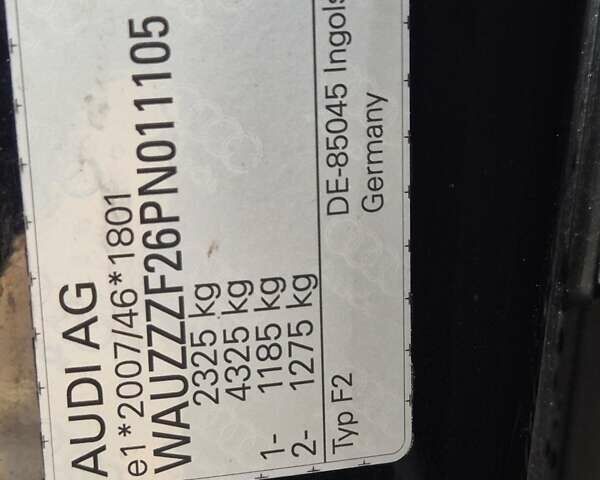 AUDI AG
e1*2007/46*1801
WAUZZZF26PN011105
2325 kg
4325 kg
1- 1185 kg
2- 1275 kg
Typ F2
DE-85045 Ingols
Germany